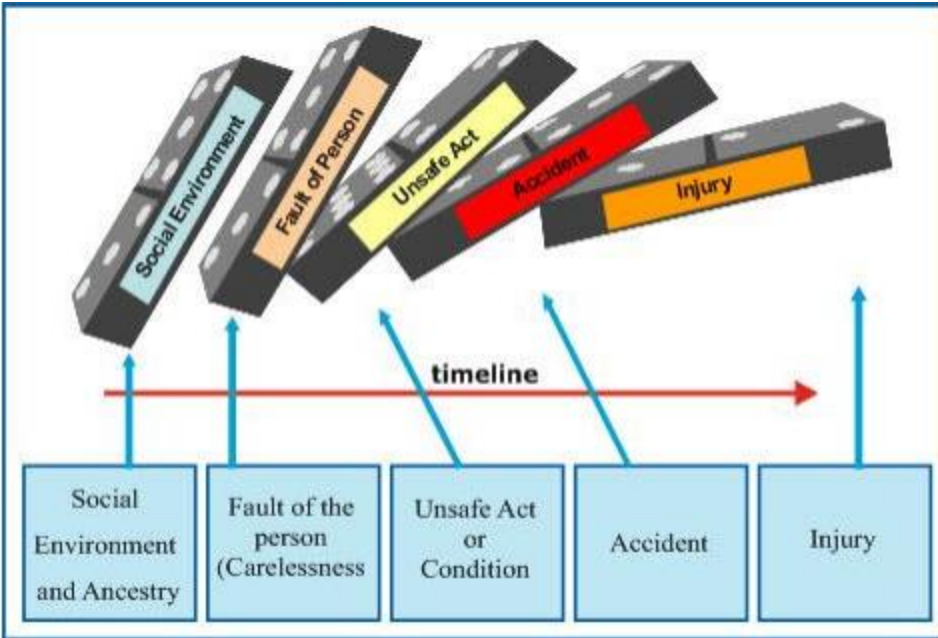 Social Environment
Fault of Person
Unsafe Act
Accident
Injury
timeline
Social
Environment
and Ancestry
Fault of the
person
(Carelessness
Unsafe Act
or
Condition
Accident
Injury